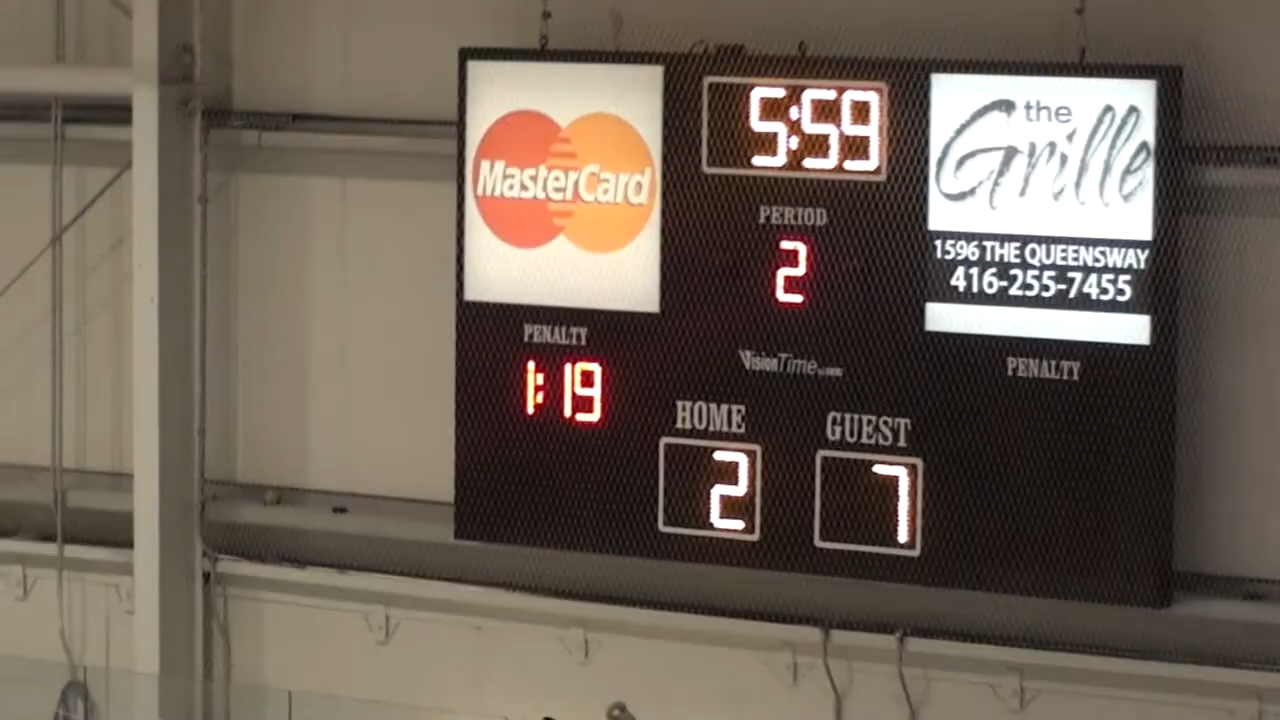 MasterCard
5:59
the
Grille
PERIOD
2
1596 THE QUEENSWAY
416-255-7455
PENALTY
1:19
VisionTime
PENALTY
HOME
GUEST
2
7